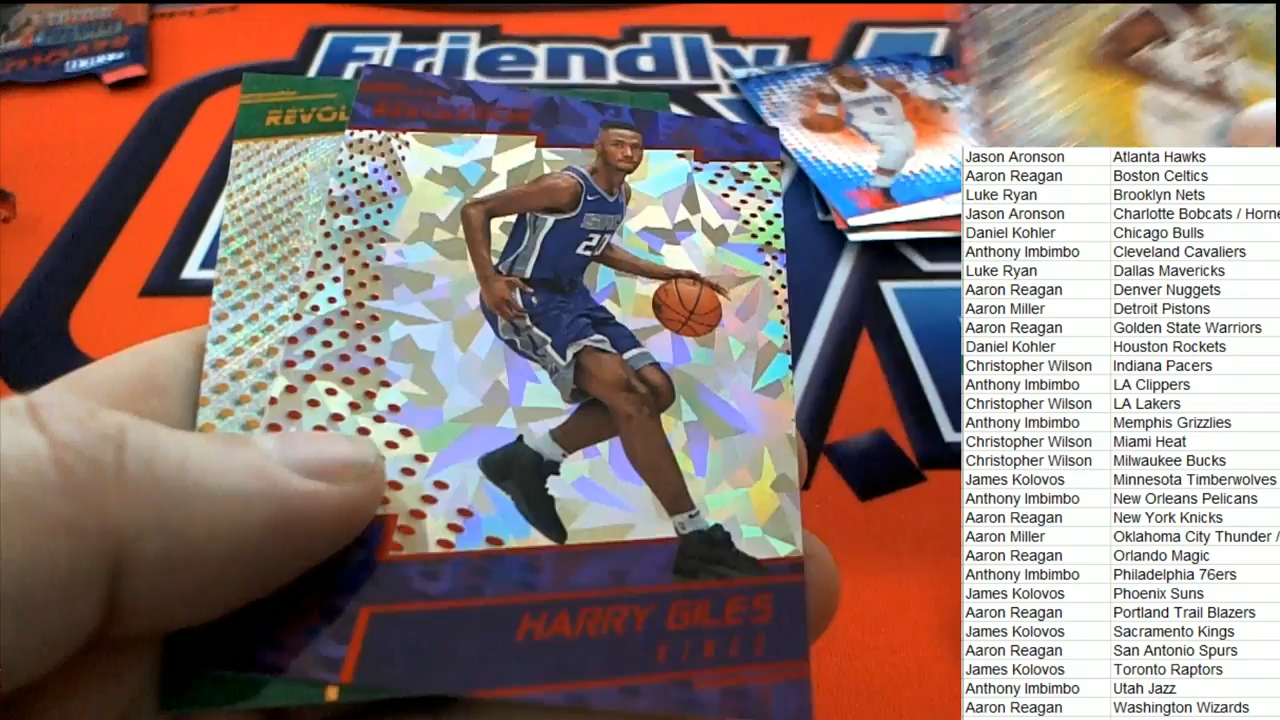 Friendly
REVOL
REVOLUTION
20
HARRY GILES
KINGS
Jason Aronson Atlanta Hawks
Aaron Reagan Boston Celtics
Luke Ryan Brooklyn Nets
Jason Aronson Charlotte Bobcats / Horn
Daniel Kohler Chicago Bulls
Anthony Imbimbo Cleveland Cavaliers
Luke Ryan Dallas Mavericks
Aaron Reagan Denver Nuggets
Aaron Miller Detroit Pistons
Aaron Reagan Golden State Warriors
Daniel Kohler Houston Rockets
Christopher Wilson Indiana Pacers
Anthony Imbimbo LA Clippers
Christopher Wilson LA Lakers
Anthony Imbimbo Memphis Grizzlies
Christopher Wilson Miami Heat
Christopher Wilson Milwaukee Bucks
James Kolovos Minnesota Timberwolves
Anthony Imbimbo New Orleans Pelicans
Aaron Reagan New York Knicks
Aaron Miller Oklahoma City Thunder /
Aaron Reagan Orlando Magic
Anthony Imbimbo Philadelphia 76ers
James Kolovos Phoenix Suns
Aaron Reagan Portland Trail Blazers
James Kolovos Sacramento Kings
Aaron Reagan San Antonio Spurs
James Kolovos Toronto Raptors
Anthony Imbimbo Utah Jazz
Aaron Reagan Washington Wizards